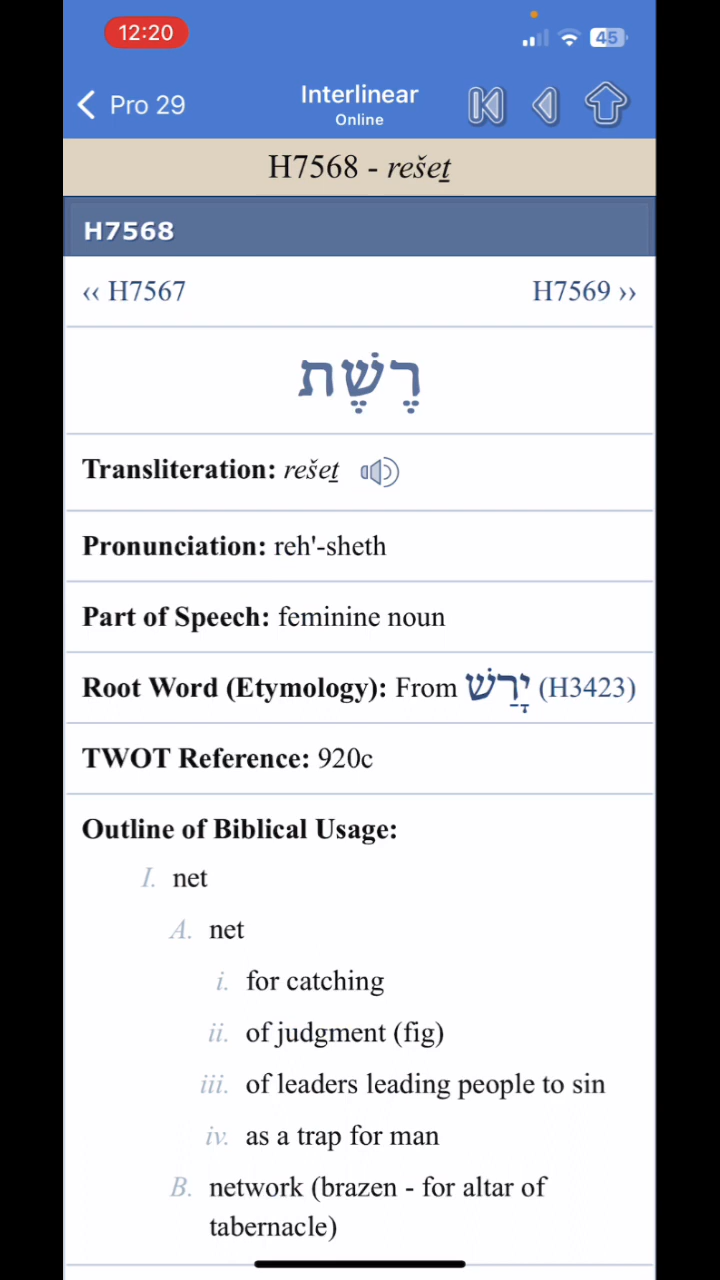 12:20
45
Pro 29
Interlinear
Online
H7568 - rešeṯ
H7568
‹‹ H7567
H7569 ››
רֶשֶׁת
Transliteration: rešeṯ
Pronunciation: reh'-sheth
Part of Speech: feminine noun
Root Word (Etymology): From יָרַשׁ (H3423)
TWOT Reference: 920c
Outline of Biblical Usage:
I. net
A. net
i. for catching
ii. of judgment (fig)
iii. of leaders leading people to sin
iv. as a trap for man
B. network (brazen - for altar of
tabernacle)